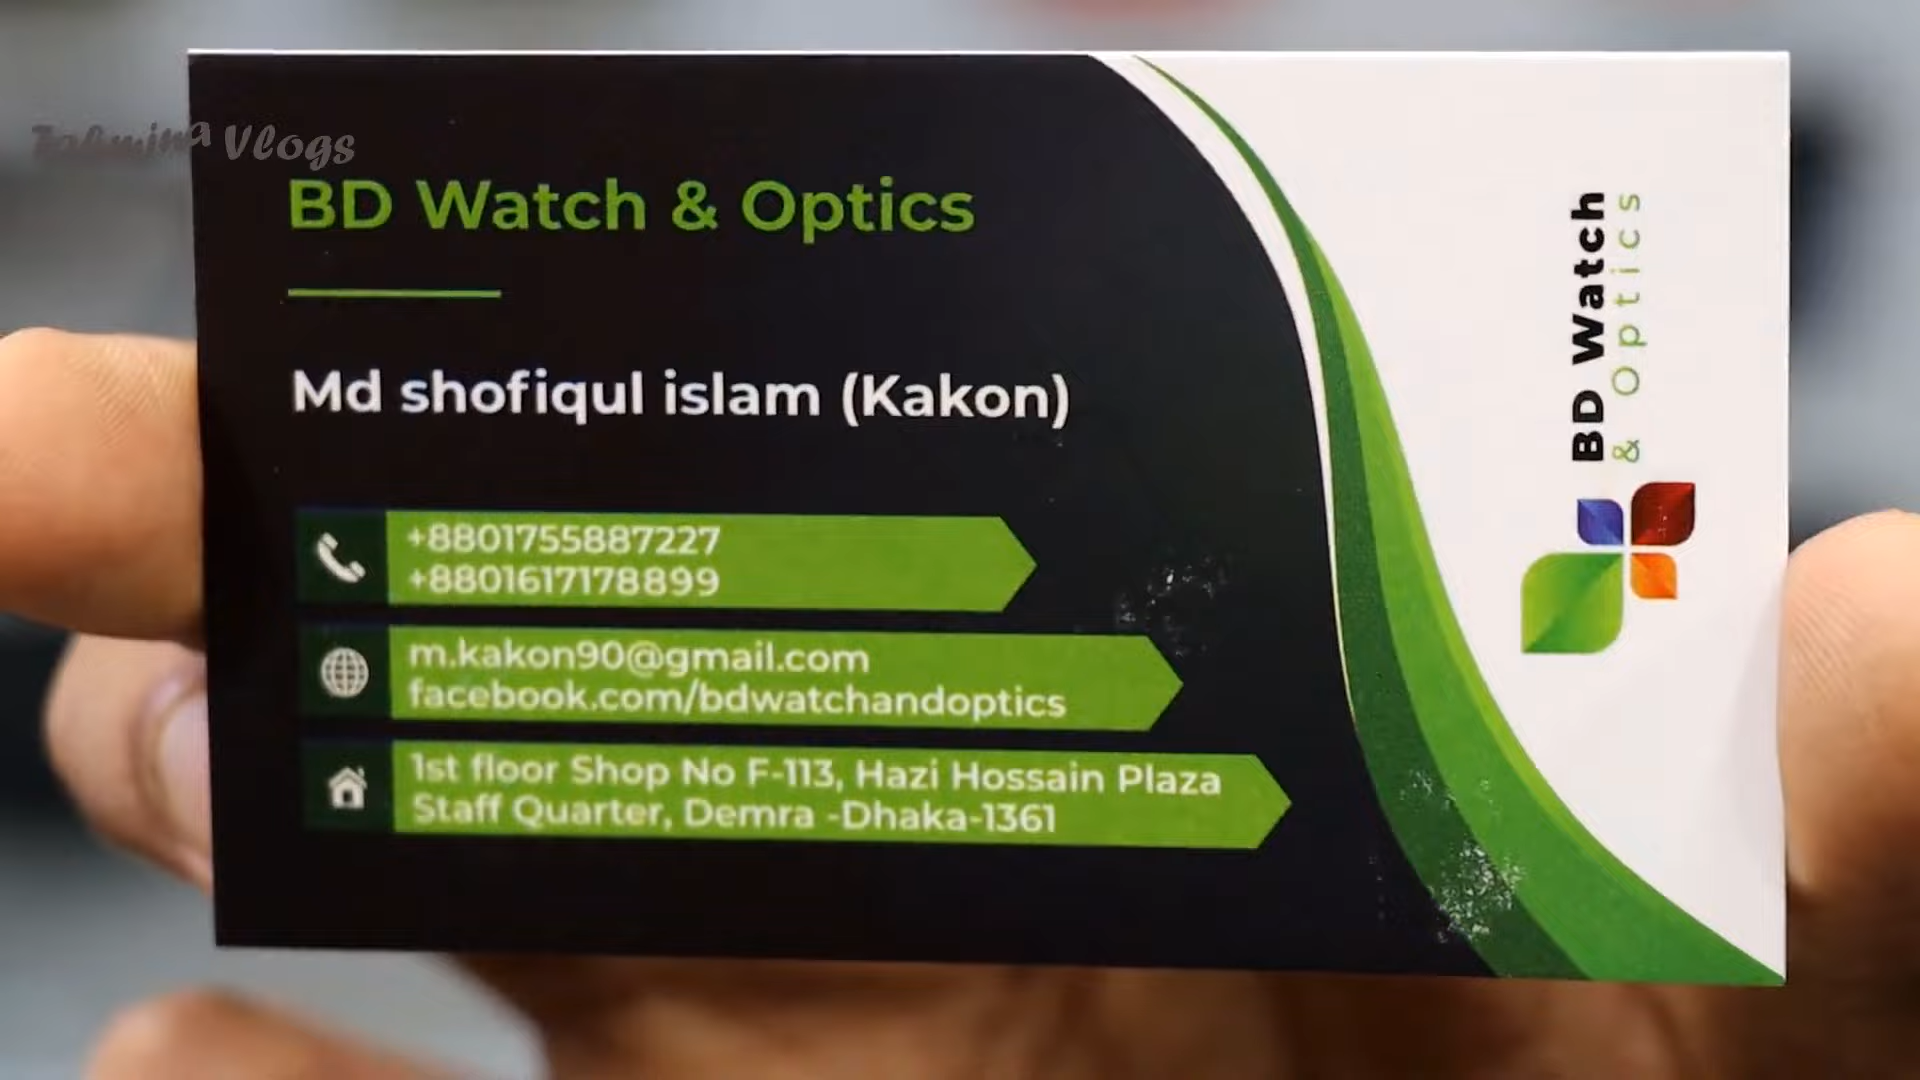 Tahmina Vlogs
BD Watch & Optics
Md shofiqul islam (Kakon)
+8801755887227
+8801617178899
m.kakon90@gmail.com
facebook.com/bdwatchandoptics
1st floor Shop No F-113, Hazi Hossain Plaza
Staff Quarter, Demra -Dhaka-1361
BD Watch
& Optics